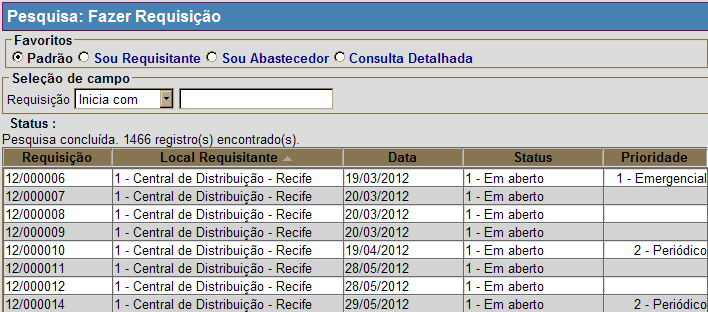 Pesquisa: Fazer Requisição
Favoritos
Padrão Sou Requisitante Sou Abastecedor Consulta Detalhada
Seleção de campo
Requisição Inicia com
Status :
Pesquisa concluída. 1466 registro(s) encontrado(s).
Requisição Local Requisitante Data Status Prioridade
12/000006 1 - Central de Distribuição - Recife 19/03/2012 1 - Em aberto 1 - Emergencial
12/000007 1 - Central de Distribuição - Recife 20/03/2012 1 - Em aberto
12/000008 1 - Central de Distribuição - Recife 20/03/2012 1 - Em aberto
12/000009 1 - Central de Distribuição - Recife 20/03/2012 1 - Em aberto
12/000010 1 - Central de Distribuição - Recife 19/04/2012 1 - Em aberto 2 - Periódico
12/000011 1 - Central de Distribuição - Recife 28/05/2012 1 - Em aberto
12/000012 1 - Central de Distribuição - Recife 28/05/2012 1 - Em aberto
12/000014 1 - Central de Distribuição - Recife 29/05/2012 1 - Em aberto 2 - Periódico